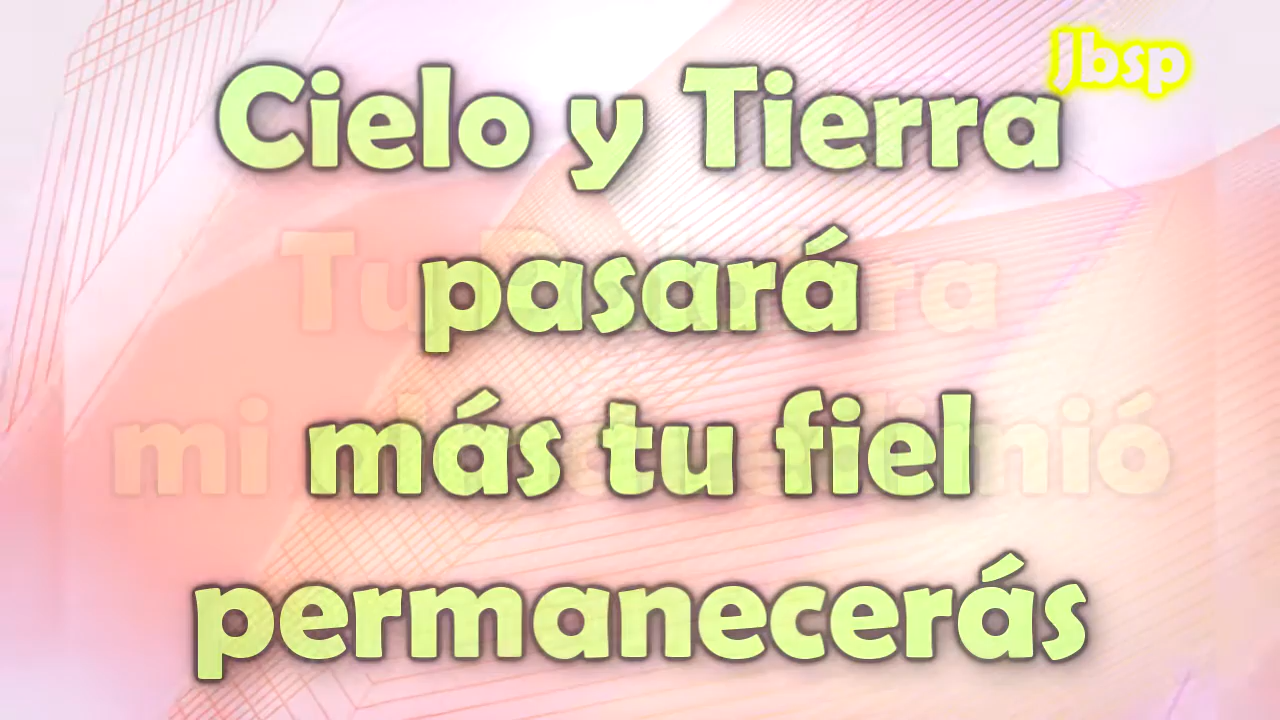 Jbsp
Cielo y Tierra
pasará
más tu fiel
permanecerás